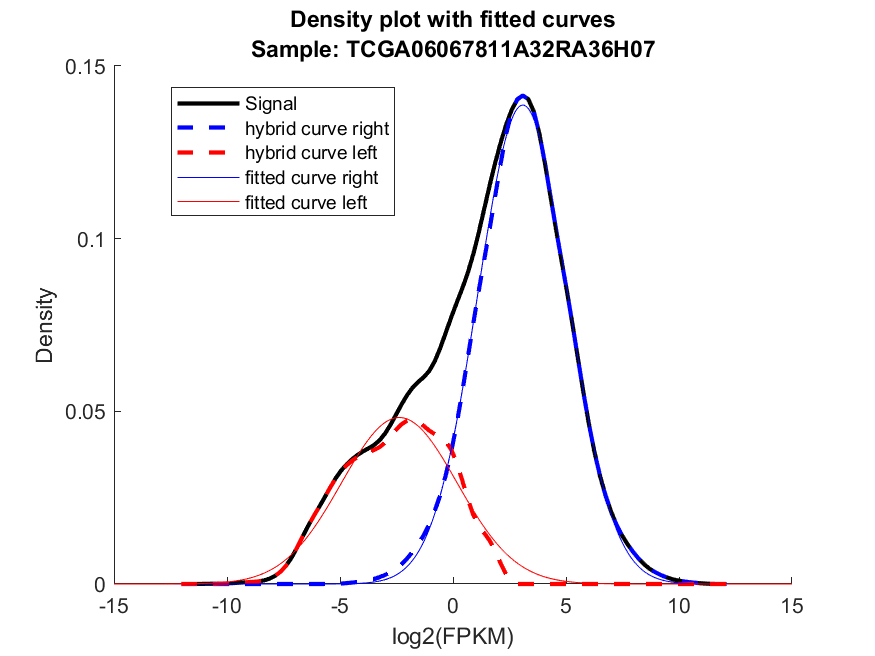 Density plot with fitted curves
Sample: TCGA06067811A32RA36H07
Signal
hybrid curve right
hybrid curve left
fitted curve right
fitted curve left
0.15
0.1
0.05
0
Density
-15 -10 -5 0 5 10 15
log2(FPKM)